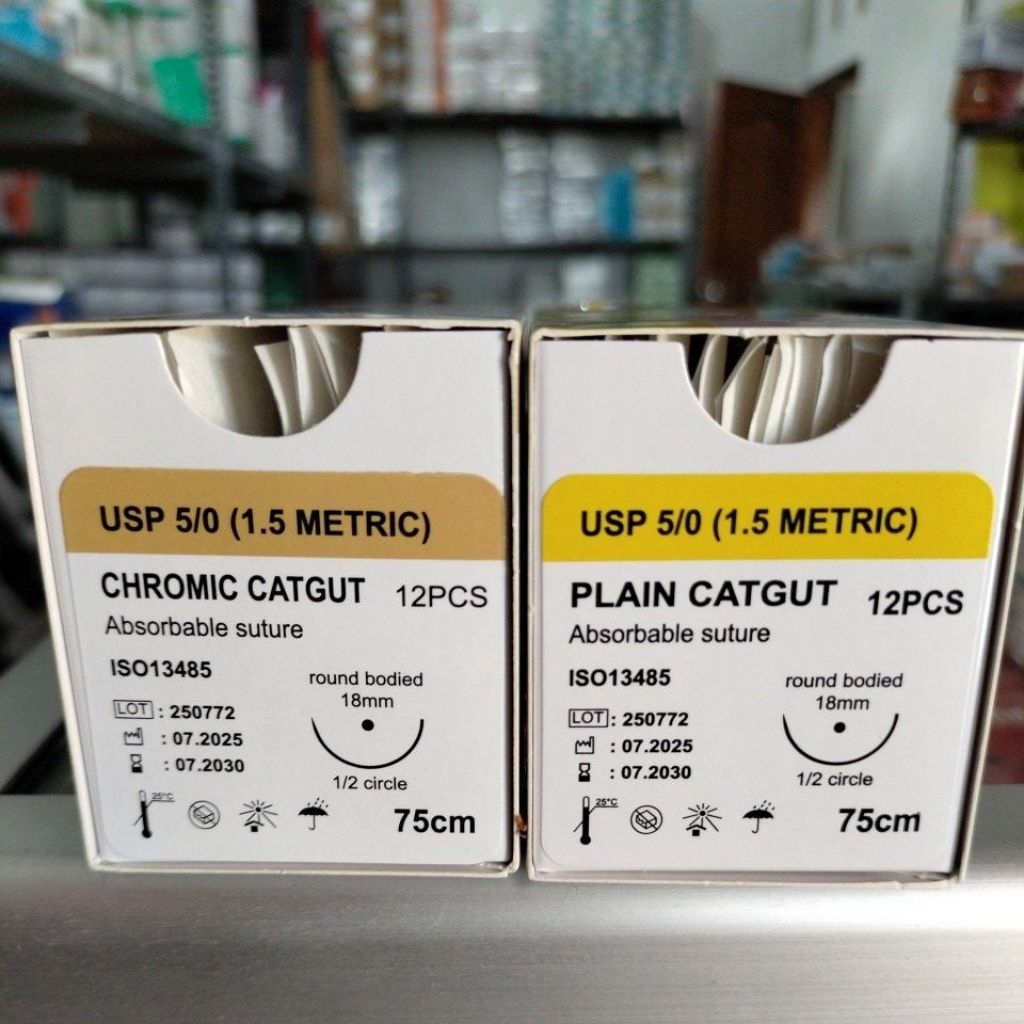 USP 5/0 (1.5 METRIC)
CHROMIC CATGUT 12PCS
Absorbable suture
ISO13485
round bodied
18mm
LOT : 250772
: 07.2025
: 07.2030
1/2 circle
25°C
75cm
USP 5/0 (1.5 METRIC)
PLAIN CATGUT 12PCS
Absorbable suture
ISO13485
round bodied
18mm
LOT : 250772
: 07.2025
: 07.2030
1/2 circle
25°C
75cm